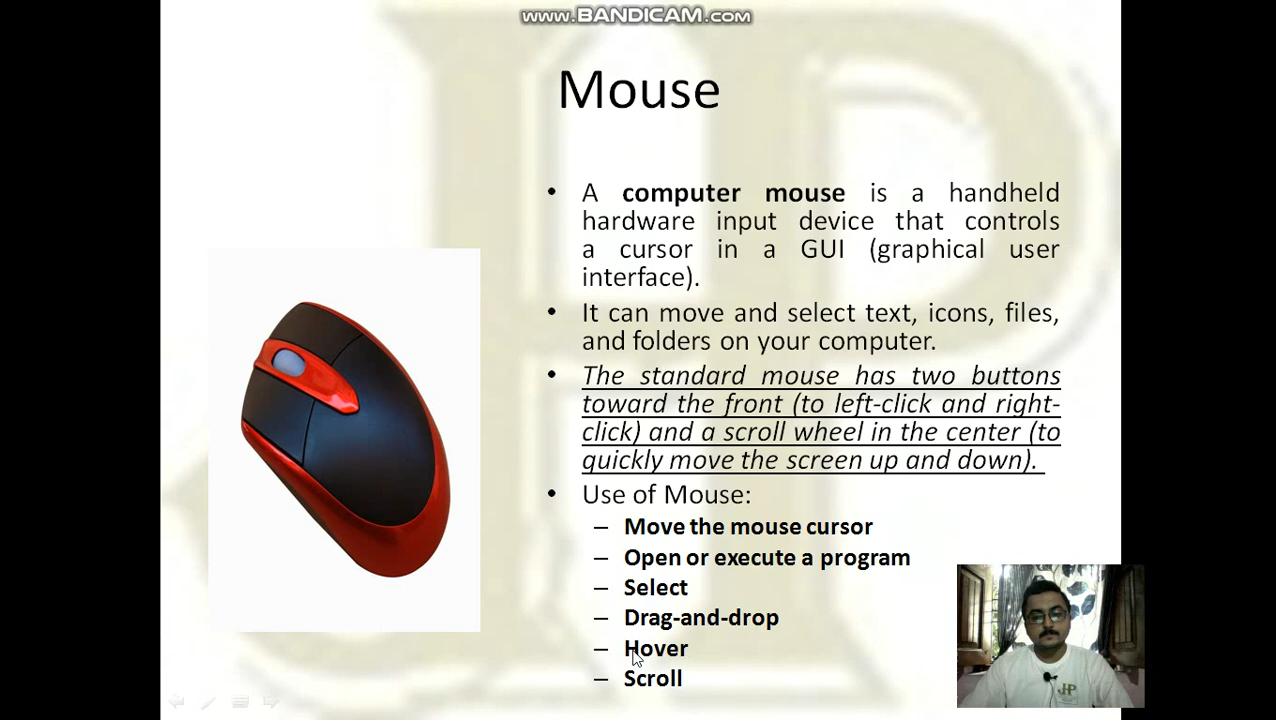 www.BANDICAM.com
Mouse
• A computer mouse is a handheld
hardware input device that controls
a cursor in a GUI (graphical user
interface).
• It can move and select text, icons, files,
and folders on your computer.
• The standard mouse has two buttons
toward the front (to left-click and right-
click) and a scroll wheel in the center (to
quickly move the screen up and down).
• Use of Mouse:
– Move the mouse cursor
– Open or execute a program
– Select
– Drag-and-drop
– Hover
– Scroll